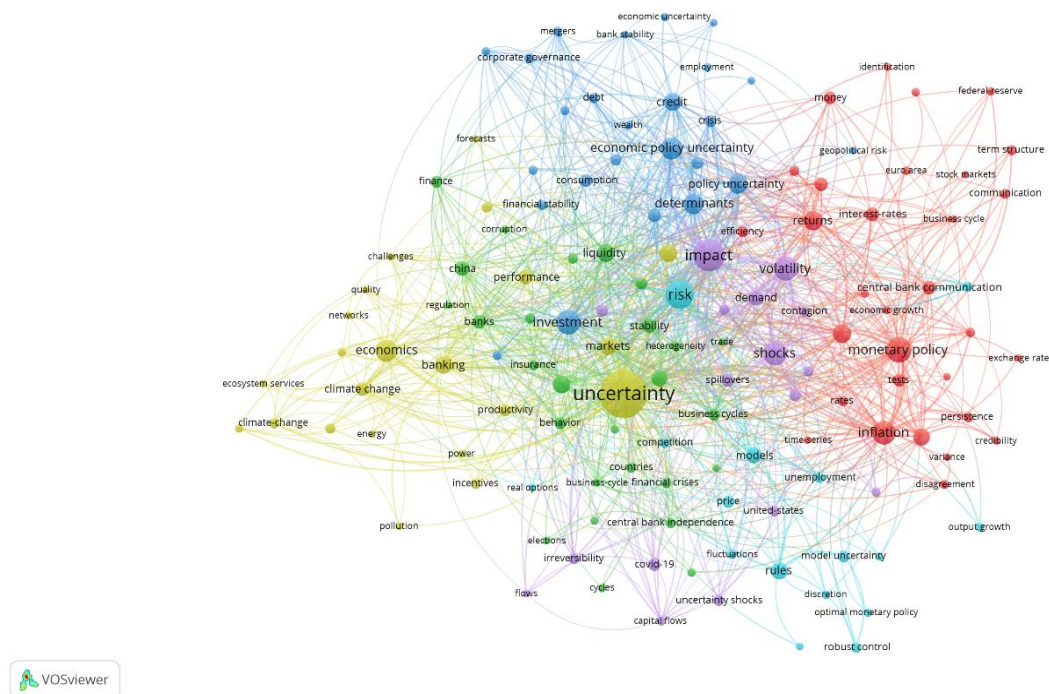 economic uncertainty
mergers
bank stability
corporate governance
employment
identification
federal-reserve
debt
credit
money
wealth
crisis
forecasts
economic policy uncertainty
geopolitical risk
term structure
finance
consumption
policy uncertainty
euro area
stock markets
communication
financial stability
determinants
interest-rates
returns
business cycle
corruption
efficiency
challenges
liquidity
impact
china
performance
volatility
central bank communication
quality
regulation
risk
demand
contagion
economic growth
networks
banks
investment
stability
economics
markets
heterogeneity
trade
shocks
monetary policy
exchange rate
banking
insurance
spillovers
tests
ecosystem services
climate change
uncertainty
rates
climate-change
productivity
behavior
business cycles
persistence
energy
competition
time-series
inflation
credibility
power
models
variance
countries
incentives
real options
business-cycle
financial crises
unemployment
disagreement
price
united-states
pollution
central bank independence
output growth
elections
irreversibility
covid-19
fluctuations
model uncertainty
rules
flows
cycles
uncertainty shocks
discretion
capital flows
optimal monetary policy
robust control
VOSviewer